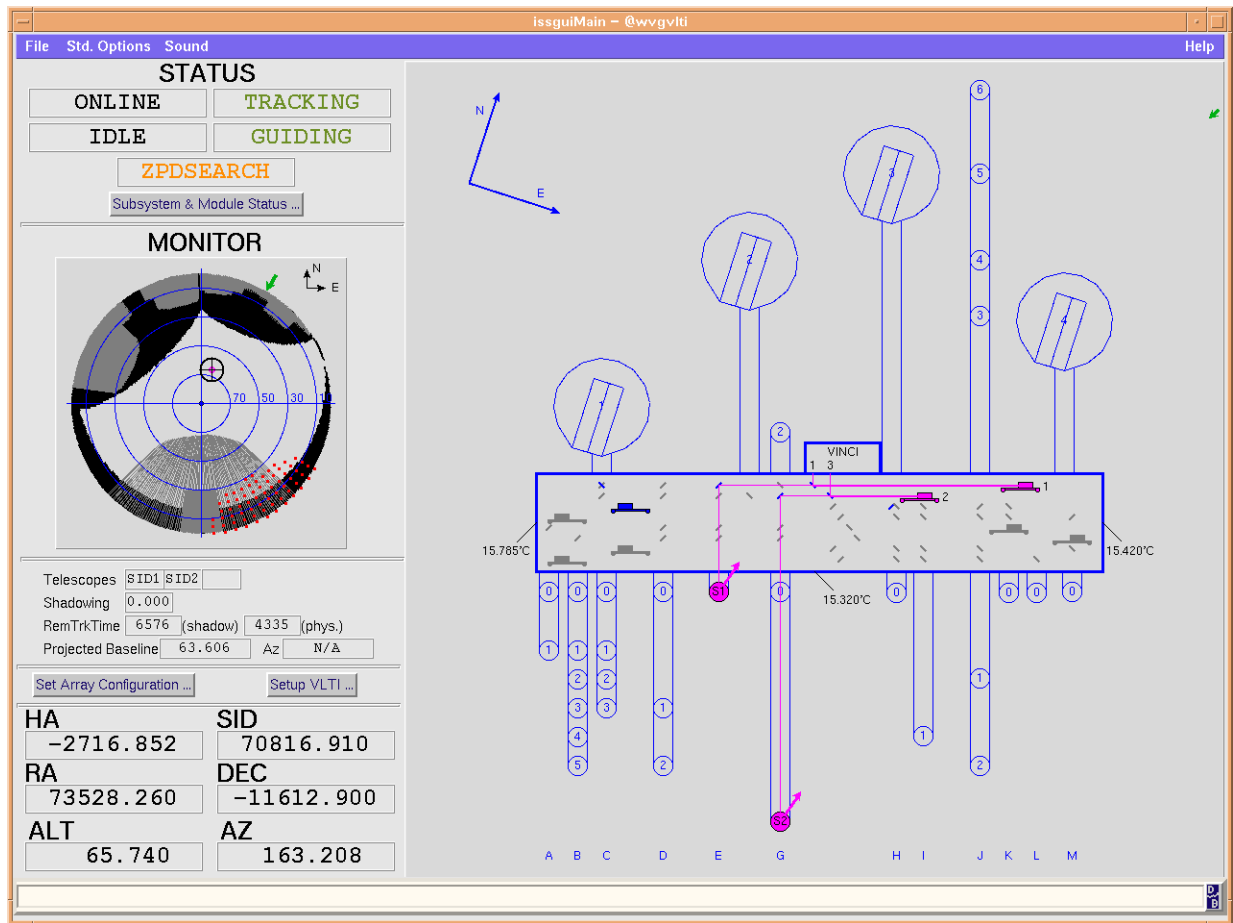 issguiMain – @wvgvlti
File Std. Options Sound Help
STATUS
ONLINE TRACKING
IDLE GUIDING
ZPDSEARCH
Subsystem & Module Status ...
MONITOR
N
E
70 50 30
Telescopes SID1 SID2
Shadowing 0.000
RemTrkTime 6576 (shadow) 4335 (phys.)
Projected Baseline 63.606 Az N/A
Set Array Configuration ... Setup VLTI ...
HA SID
-2716.852 70816.910
RA DEC
73528.260 -11612.900
ALT AZ
65.740 163.208
N
E
6
5
4
3
3
2
4
1
2
VINCI
1 3
1
2
15.785°C
15.420°C
15.320°C
0 0 0 0 S1 0 0 0 0 0
1 1 1
2 2
3 3
4
5
1
2
1
1
2
S2
A B C D E G H I J K L M
D
B